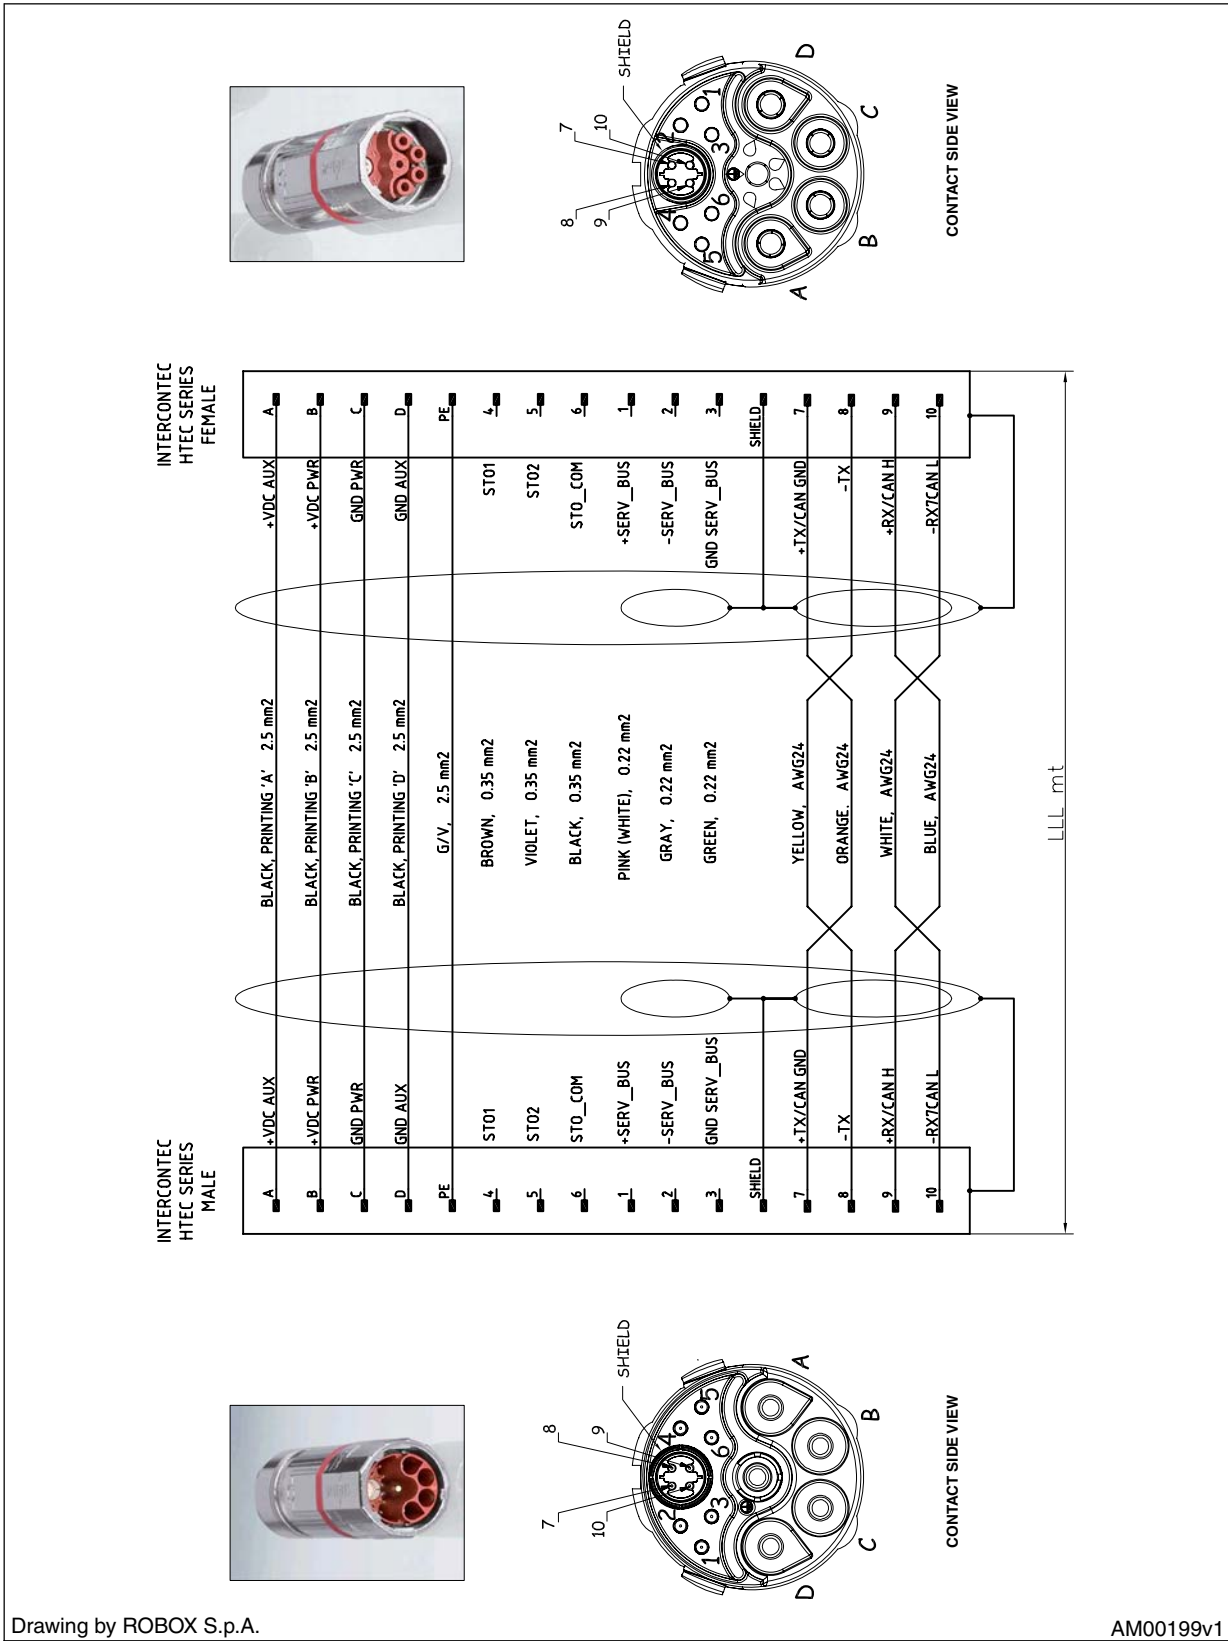 INTERCONTEC
HTEC SERIES
MALE
INTERCONTEC
HTEC SERIES
FEMALE
A +VDC AUX BLACK, PRINTING 'A' 2.5 mm2 +VDC AUX A
B +VDC PWR BLACK, PRINTING 'B' 2.5 mm2 +VDC PWR B
C GND PWR BLACK, PRINTING 'C' 2.5 mm2 GND PWR C
D GND AUX BLACK, PRINTING 'D' 2.5 mm2 GND AUX D
PE G/V, 2.5 mm2 PE
4 STO1 BROWN, 0.35 mm2 STO1 4
5 STO2 VIOLET, 0.35 mm2 STO2 5
6 STO_COM BLACK, 0.35 mm2 STO_COM 6
1 +SERV_BUS PINK (WHITE), 0.22 mm2 +SERV_BUS 1
2 -SERV_BUS GRAY, 0.22 mm2 -SERV_BUS 2
3 GND SERV_BUS GREEN, 0.22 mm2 GND SERV_BUS 3
SHIELD SHIELD
7 +TX/CAN GND YELLOW, AWG24 +TX/CAN GND 7
8 -TX ORANGE. AWG24 -TX 8
9 +RX/CAN H WHITE, AWG24 +RX/CAN H 9
10 -RX7CAN L BLUE, AWG24 -RX7CAN L 10
LLL mt
7
8
10
9
SHIELD
2
4
1
3
6
5
D
A
C
B
CONTACT SIDE VIEW
8
7
9
10
SHIELD
4
2
5
6
3
1
A
D
B
C
CONTACT SIDE VIEW
Drawing by ROBOX S.p.A.
AM00199v1